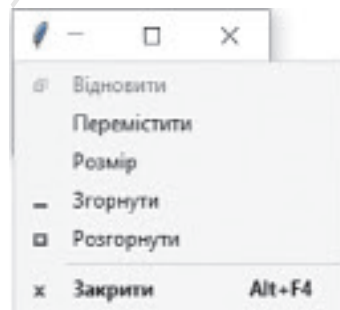 Відновити
Перемістити
Розмір
Згорнути
Розгорнути
Закрити Alt+F4